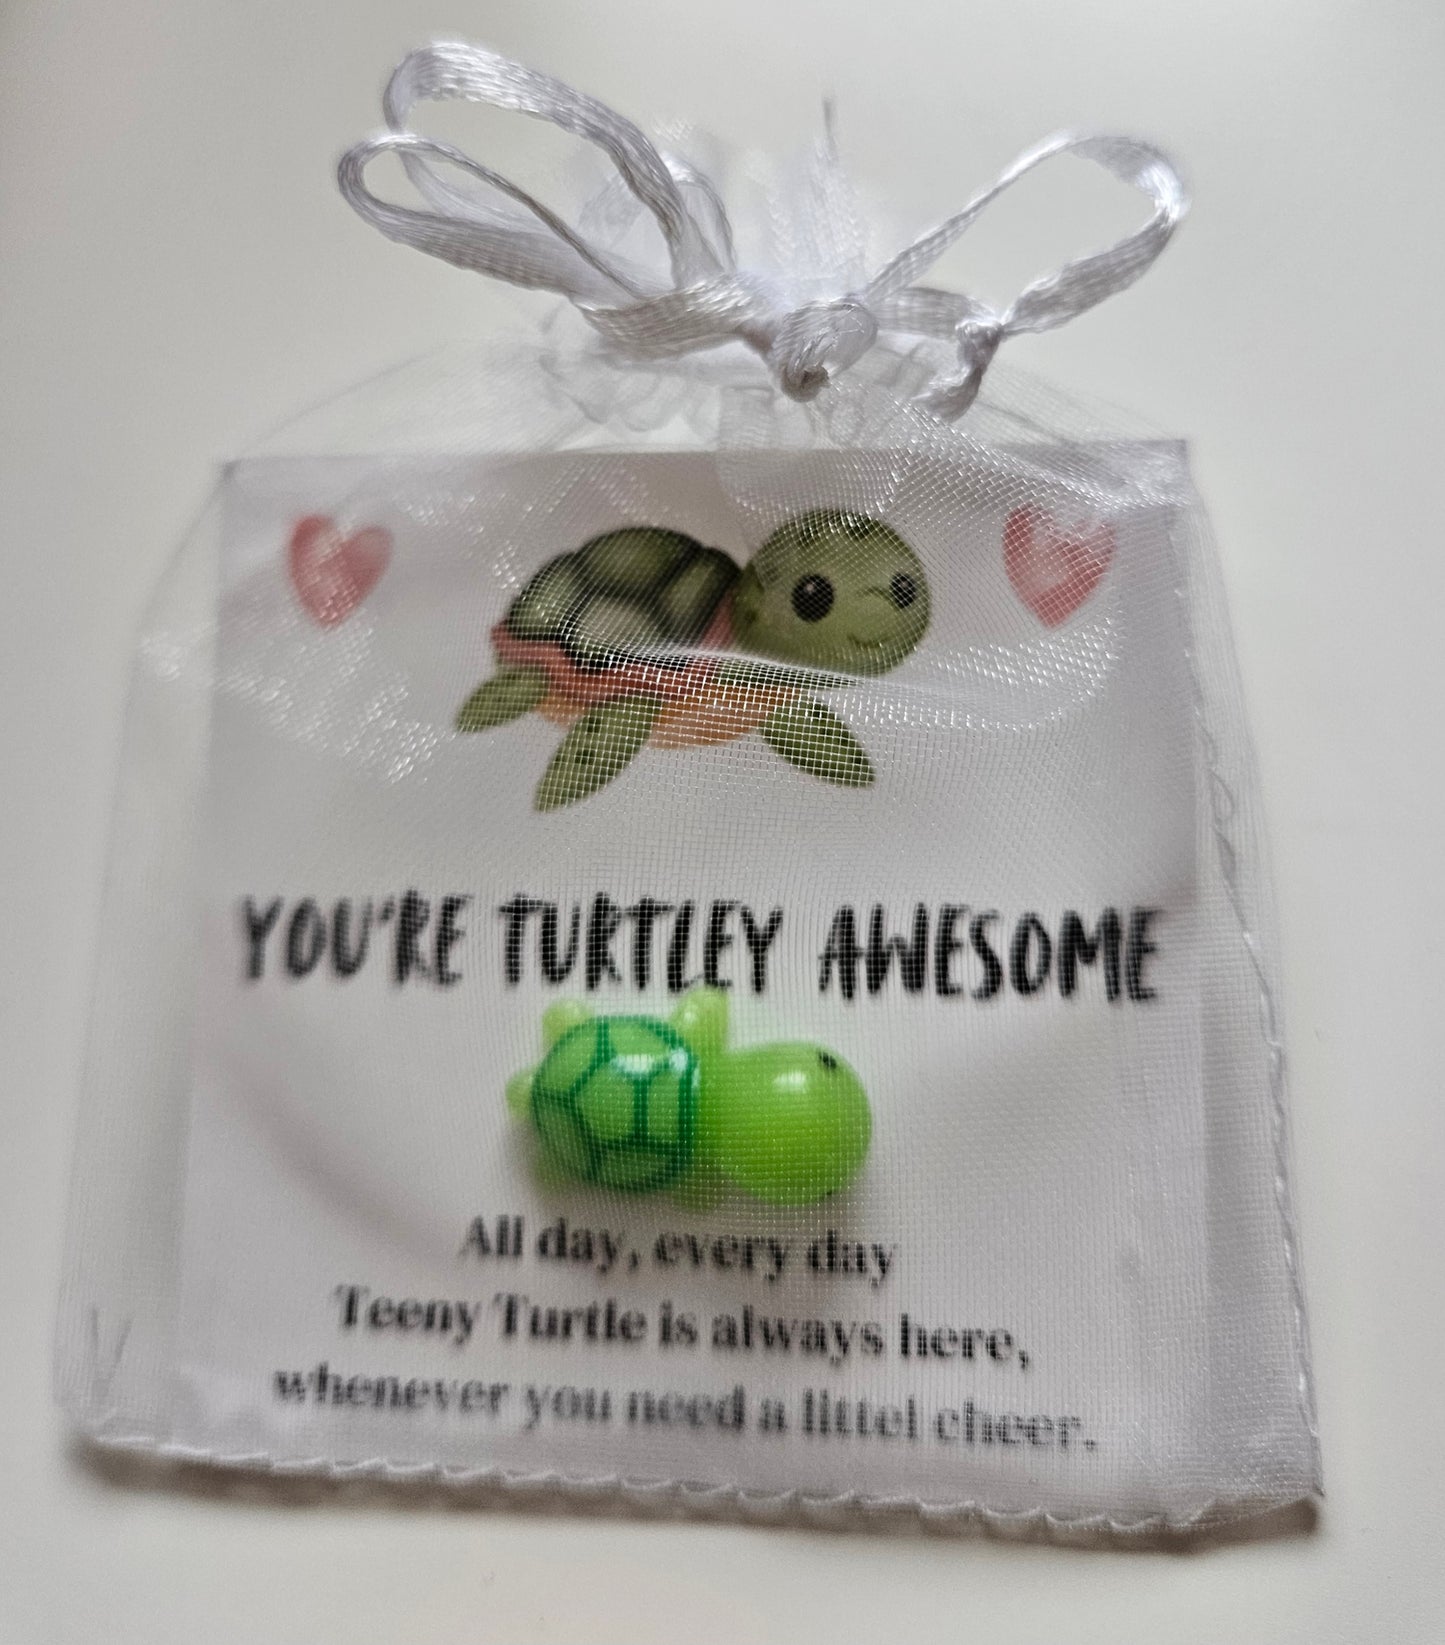 YOU'RE TURTLEY AWESOME
All day, every day
Teeny Turtle is always here,
whenever you need a littel cheer.